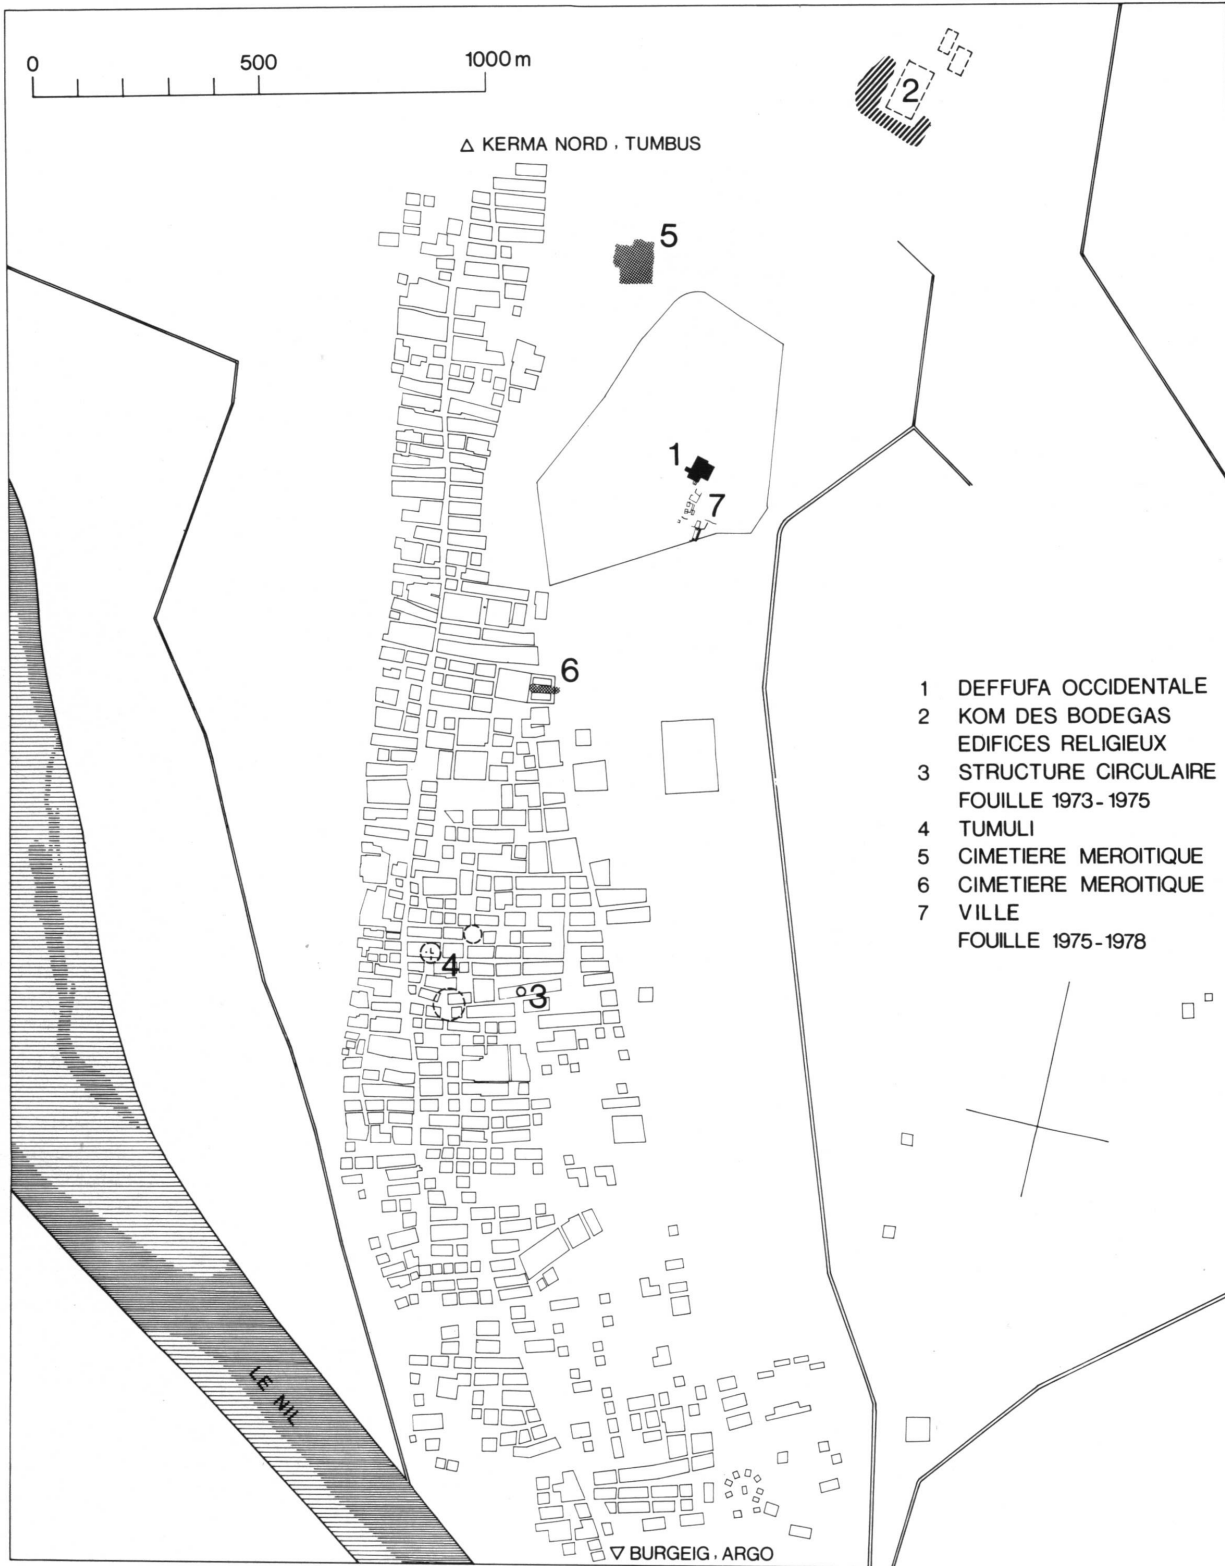 0 500 1000 m
2
△ KERMA NORD, TUMBUS
5
1
7
6
1 DEFFUFA OCCIDENTALE
2 KOM DES BODEGAS
EDIFICES RELIGIEUX
3 STRUCTURE CIRCULAIRE
FOUILLE 1973-1975
4 TUMULI
5 CIMETIERE MEROITIQUE
6 CIMETIERE MEROITIQUE
7 VILLE
FOUILLE 1975-1978
4
3
LE NIL
▽ BURGEIG, ARGO